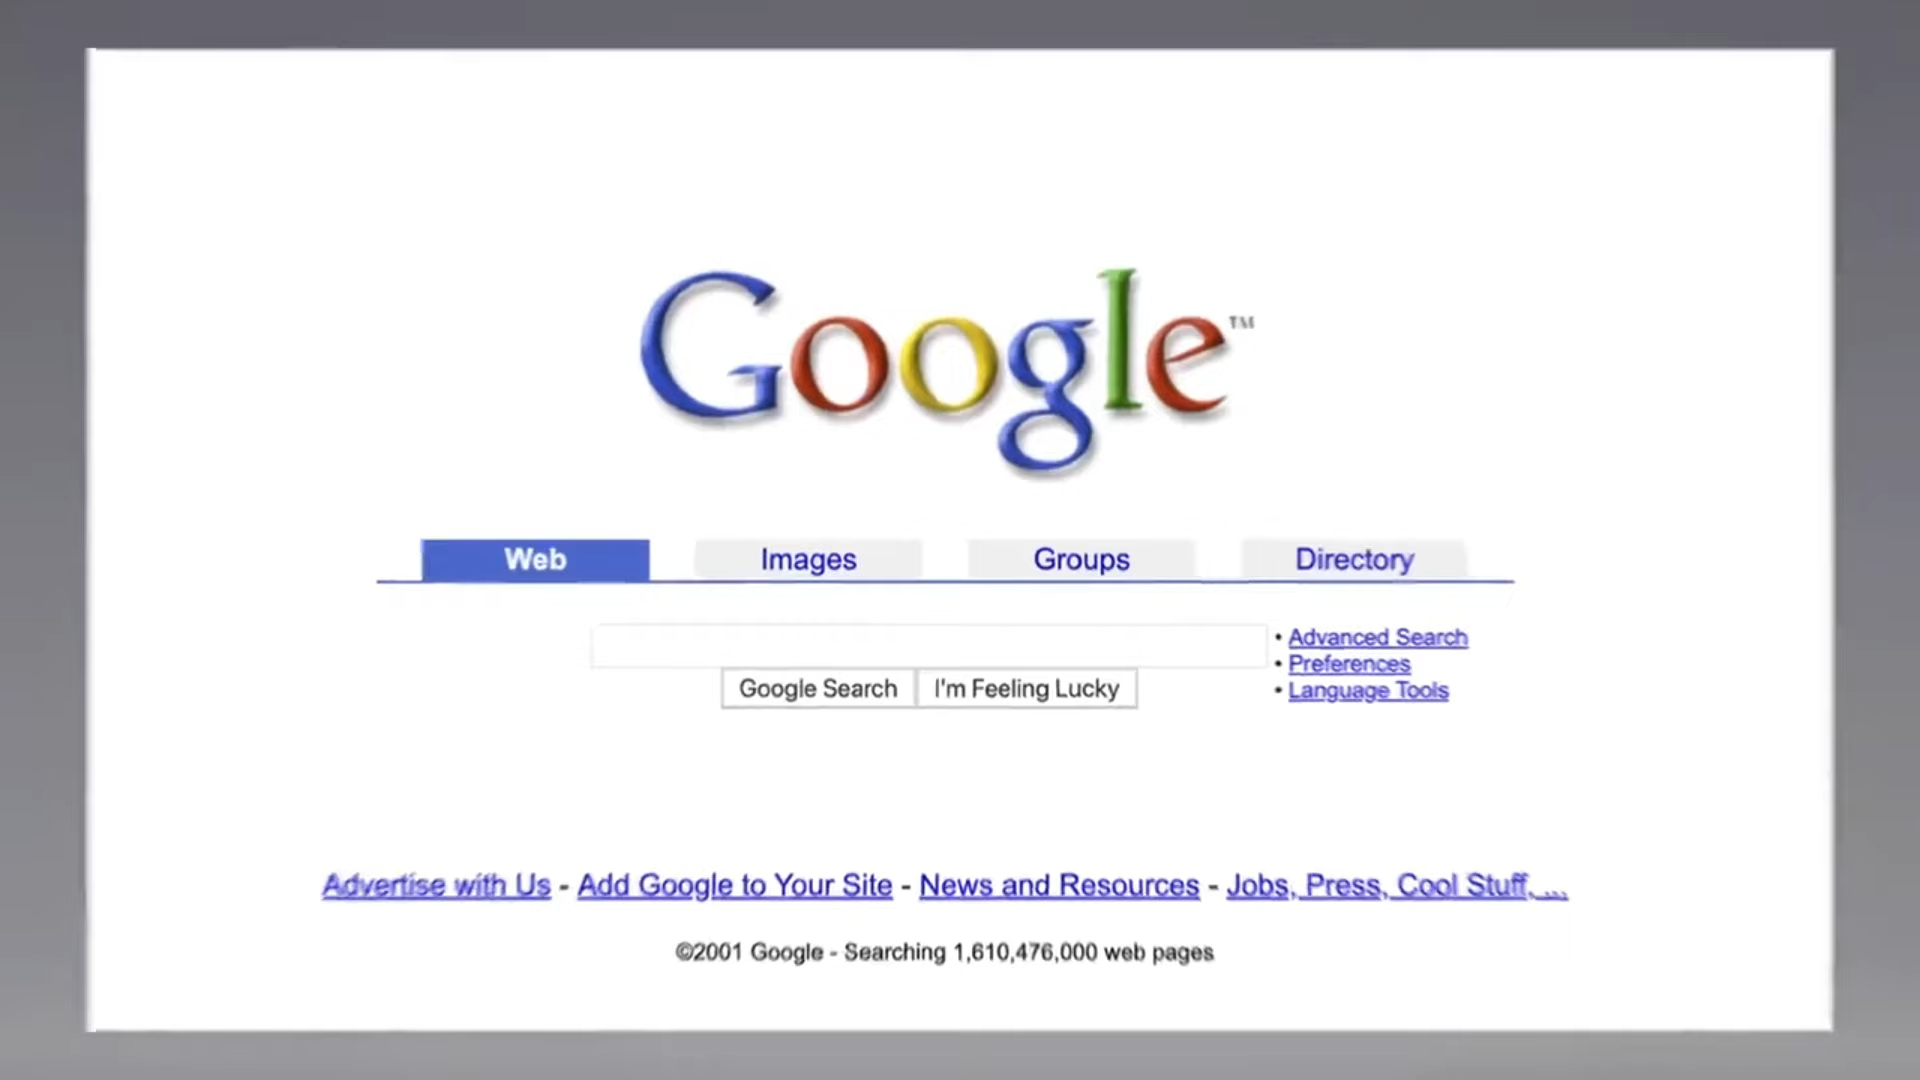 Google™
Web Images Groups Directory
• Advanced Search
• Preferences
• Language Tools
Google Search I'm Feeling Lucky
Advertise with Us - Add Google to Your Site - News and Resources - Jobs, Press, Cool Stuff, ...
©2001 Google - Searching 1,610,476,000 web pages